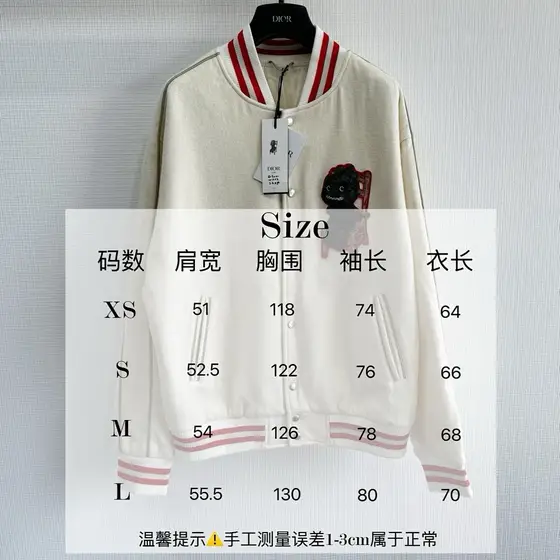 DIOR
DIOR
Size
码数 肩宽 胸围 袖长 衣长
XS 51 118 74 64
S 52.5 122 76 66
M 54 126 78 68
L 55.5 130 80 70
温馨提示⚠️手工测量误差1-3cm属于正常